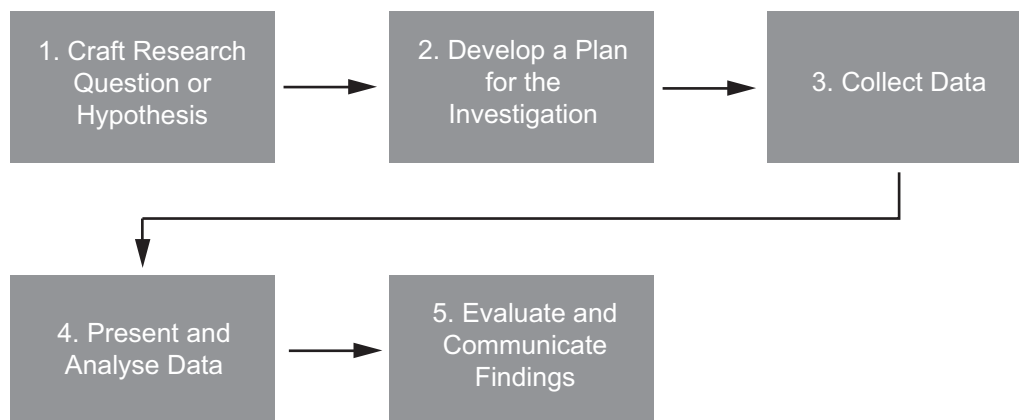 1. Craft Research
Question or
Hypothesis
2. Develop a Plan
for the
Investigation
3. Collect Data
4. Present and
Analyse Data
5. Evaluate and
Communicate
Findings